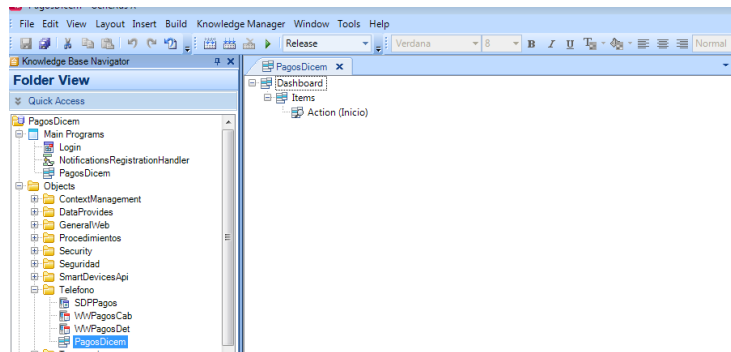 File Edit View Layout Insert Build Knowledge Manager Window Tools Help
Release Verdana 8 B I U Normal
Knowledge Base Navigator
PagosDicem
Folder View
Dashboard
Items
Quick Access
Action (Inicio)
PagosDicem
Main Programs
Login
NotificationsRegistrationHandler
PagosDicem
Objects
ContextManagement
DataProvides
GeneralWeb
Procedimientos
Security
Seguridad
SmartDevicesApi
Telefono
SDPPagos
WWPagosCab
WWPagosDet
PagosDicem